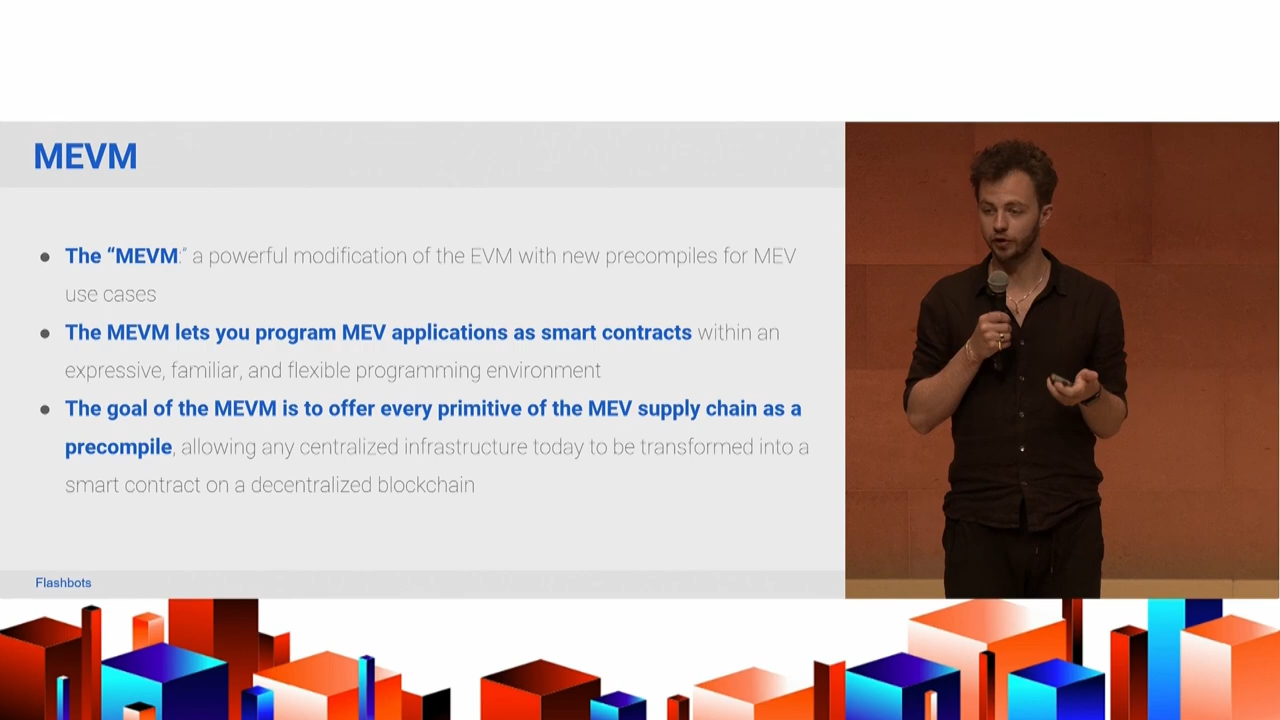 MEVM
● The “MEVM:” a powerful modification of the EVM with new precompiles for MEV
use cases
● The MEVM lets you program MEV applications as smart contracts within an
expressive, familiar, and flexible programming environment
● The goal of the MEVM is to offer every primitive of the MEV supply chain as a
precompile, allowing any centralized infrastructure today to be transformed into a
smart contract on a decentralized blockchain
Flashbots